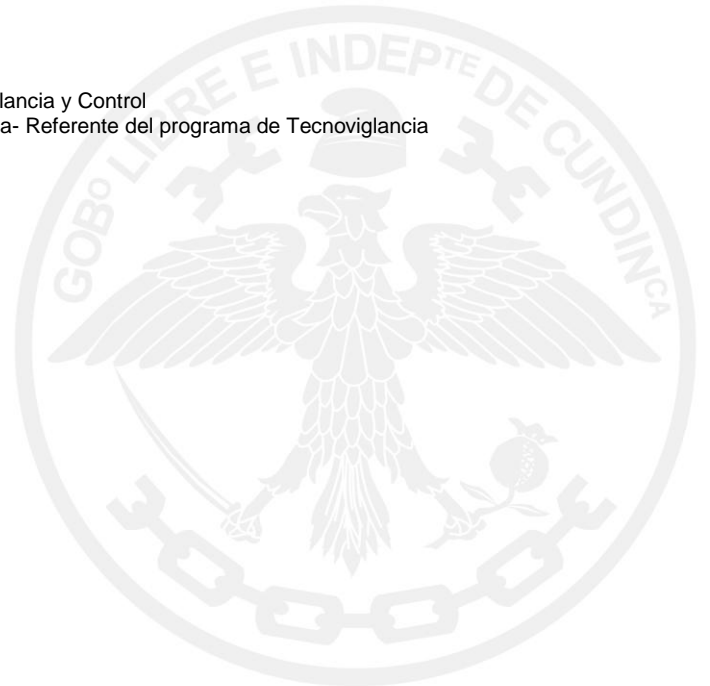 lancia y Control
a- Referente del programa de Tecnoviglancia
GOBº LIBRE E INDEPTE DE CUNDINCA